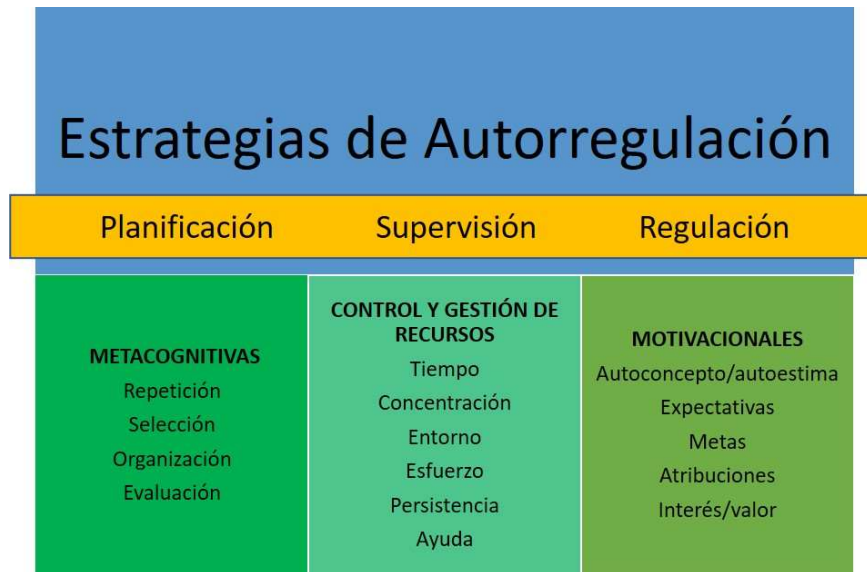 Estrategias de Autorregulación
Planificación Supervisión Regulación
METACOGNITIVAS
Repetición
Selección
Organización
Evaluación
CONTROL Y GESTIÓN DE
RECURSOS
Tiempo
Concentración
Entorno
Esfuerzo
Persistencia
Ayuda
MOTIVACIONALES
Autoconcepto/autoestima
Expectativas
Metas
Atribuciones
Interés/valor